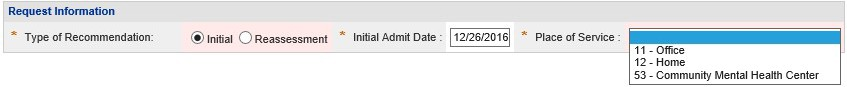 Request Information
* Type of Recommendation: Initial Reassessment * Initial Admit Date : 12/26/2016 * Place of Service :
11 - Office
12 - Home
53 - Community Mental Health Center